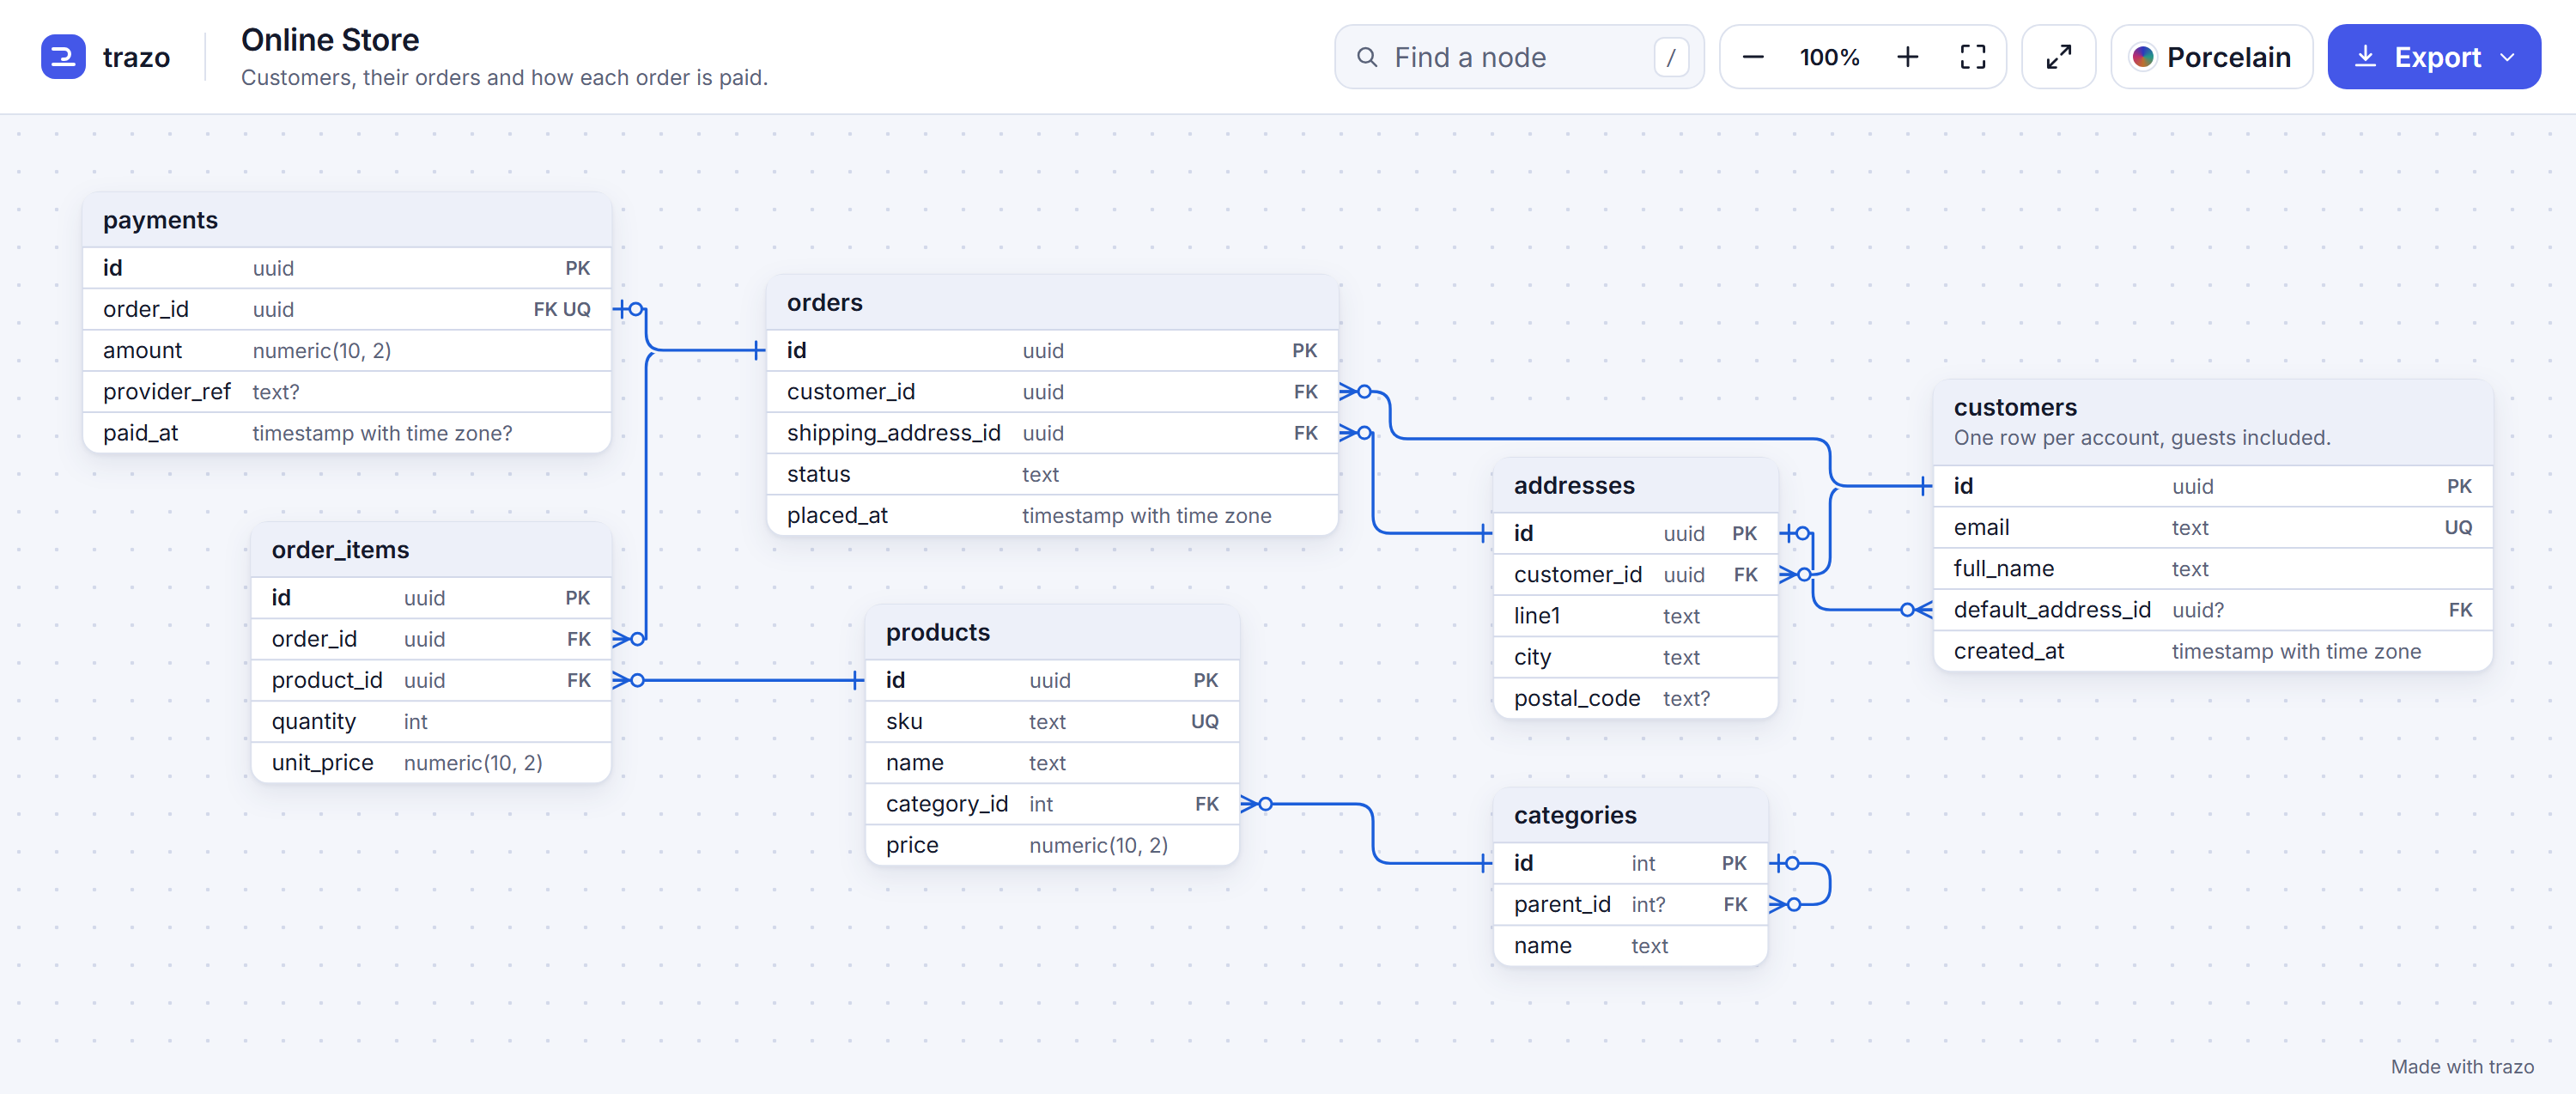 trazo
Online Store
Customers, their orders and how each order is paid.
Find a node /
100%
Porcelain
Export
payments
id uuid PK
order_id uuid FK UQ
amount numeric(10, 2)
provider_ref text?
paid_at timestamp with time zone?
orders
id uuid PK
customer_id uuid FK
shipping_address_id uuid FK
status text
placed_at timestamp with time zone
customers
One row per account, guests included.
id uuid PK
email text UQ
full_name text
default_address_id uuid? FK
created_at timestamp with time zone
addresses
id uuid PK
customer_id uuid FK
line1 text
city text
postal_code text?
order_items
id uuid PK
order_id uuid FK
product_id uuid FK
quantity int
unit_price numeric(10, 2)
products
id uuid PK
sku text UQ
name text
category_id int FK
price numeric(10, 2)
categories
id int PK
parent_id int? FK
name text
Made with trazo